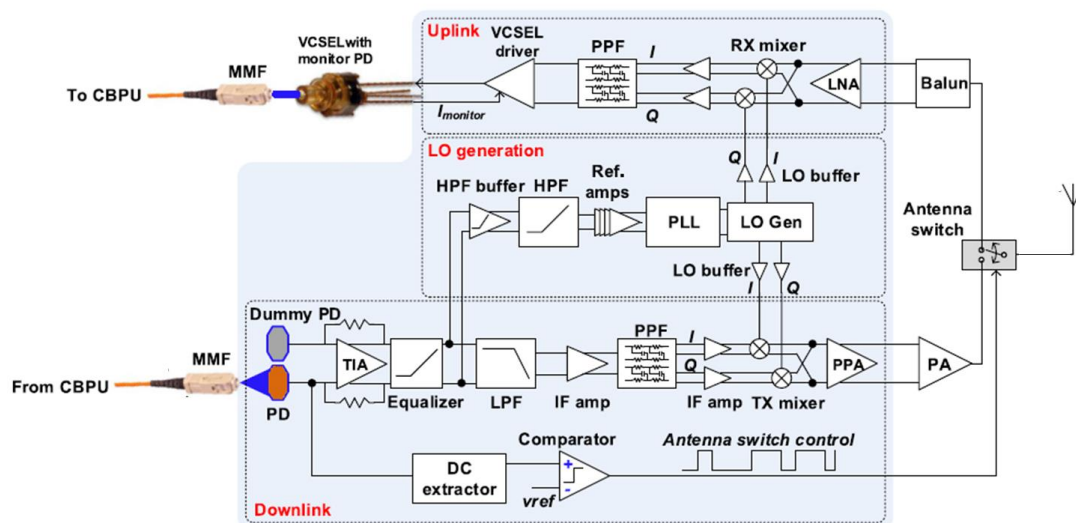 Uplink
VCSEL with
monitor PD
VCSEL
driver
PPF
I
RX mixer
MMF
To CBPU
LNA
Balun
I monitor
Q
LO generation
Q
I
LO buffer
HPF buffer
HPF
Ref.
amps
PLL
LO Gen
Antenna
switch
LO buffer
I
Q
Dummy PD
PPF
I
MMF
TIA
Q
PPA
PA
From CBPU
PD
Equalizer
LPF
IF amp
IF amp
TX mixer
Comparator
Antenna switch control
DC
extractor
+
-
vref
Downlink